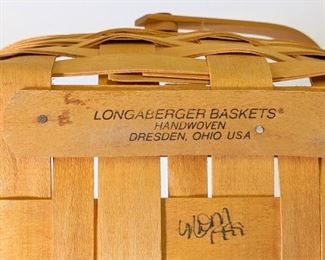 LONGABERGER BASKETS®
HANDWOVEN
DRESDEN, OHIO USA